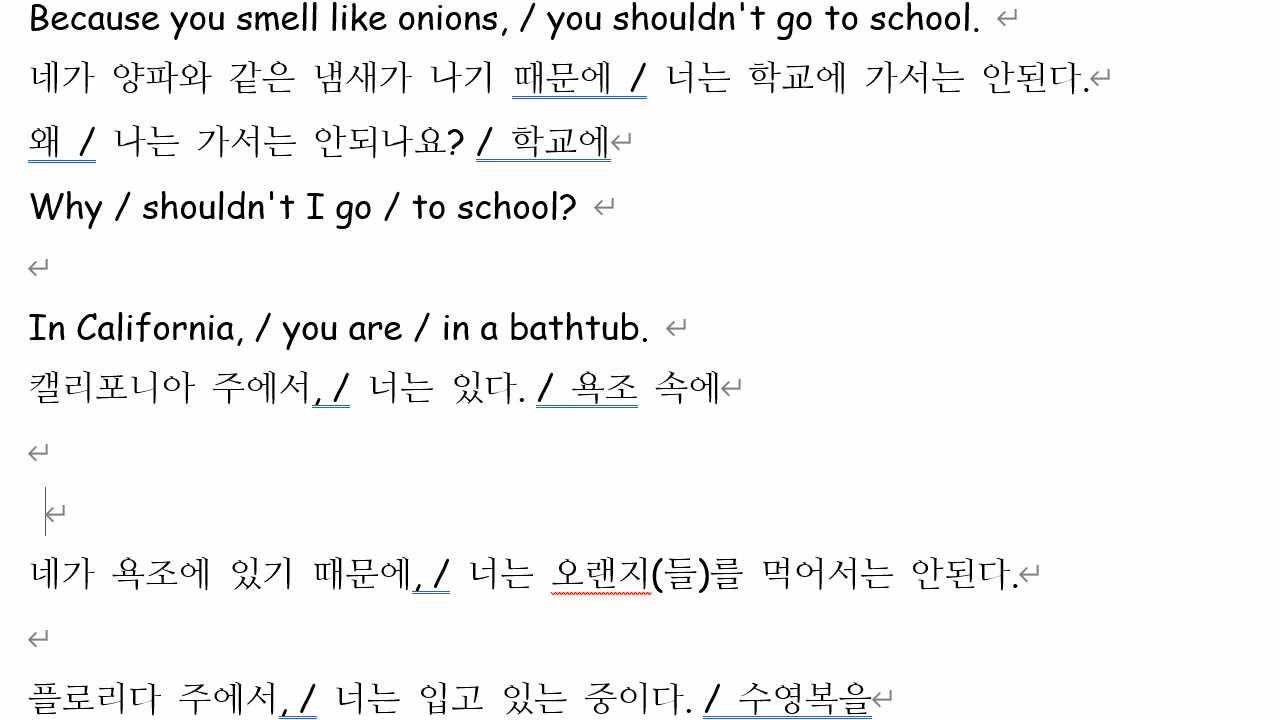 Because you smell like onions, / you shouldn't go to school.
네가 양파와 같은 냄새가 나기 때문에 / 너는 학교에 가서는 안된다.
왜 / 나는 가서는 안되나요? / 학교에
Why / shouldn't I go / to school?
In California, / you are / in a bathtub.
캘리포니아 주에서, / 너는 있다. / 욕조 속에
네가 욕조에 있기 때문에, / 너는 오랜지(들)를 먹어서는 안된다.
플로리다 주에서, / 너는 입고 있는 중이다. / 수영복을